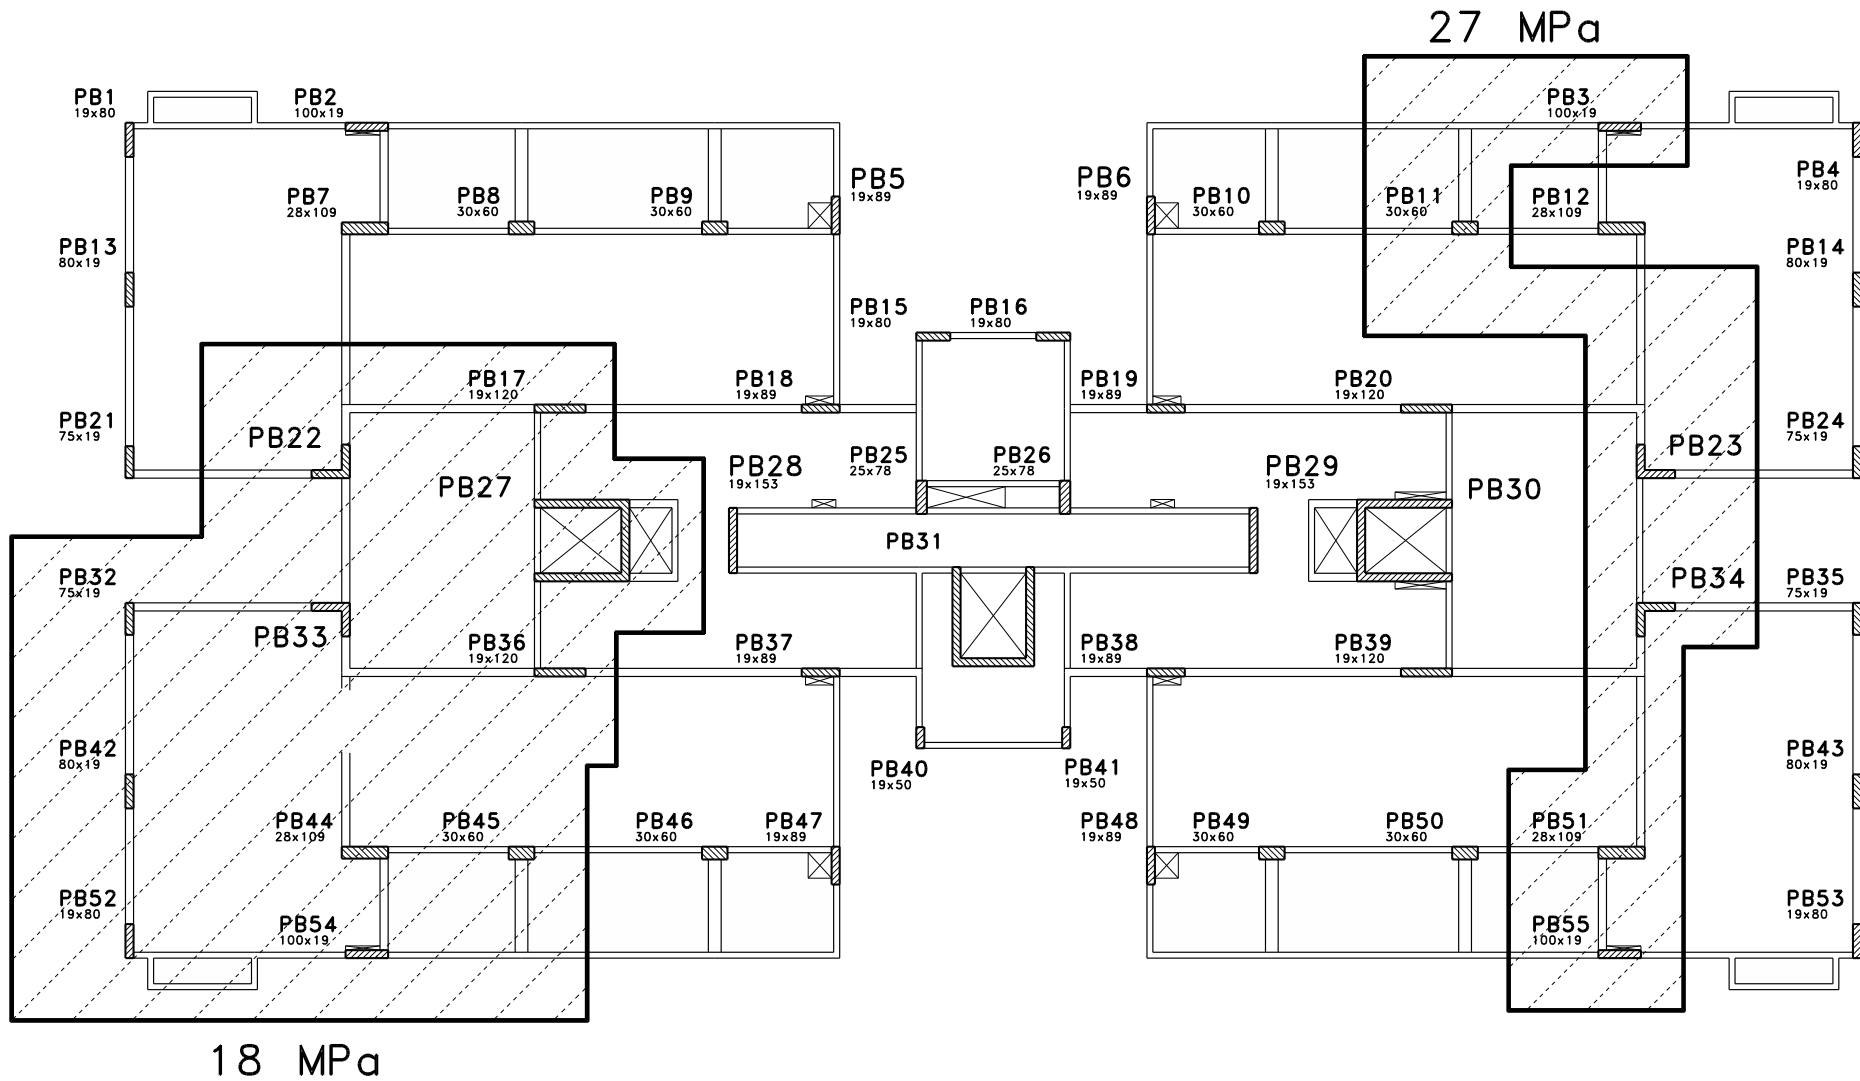 27 MPa
PB1
19x80
PB2
100x19
PB3
100x19
PB4
19x80
PB5
19x89
PB6
19x89
PB7
28x109
PB8
30x60
PB9
30x60
PB10
30x60
PB11
30x60
PB12
28x109
PB13
80x19
PB14
80x19
PB15
19x80
PB16
19x80
PB17
19x120
PB18
19x89
PB19
19x89
PB20
19x120
PB21
75x19
PB22
PB23
PB24
75x19
PB25
25x78
PB26
25x78
PB27
PB28
19x153
PB29
19x153
PB30
PB31
PB32
75x19
PB33
PB34
PB35
75x19
PB36
19x120
PB37
19x89
PB38
19x89
PB39
19x120
PB40
19x50
PB41
19x50
PB42
80x19
PB43
80x19
PB44
28x109
PB45
30x60
PB46
30x60
PB47
19x89
PB48
19x89
PB49
30x60
PB50
30x60
PB51
28x109
PB52
19x80
PB53
19x80
PB54
100x19
PB55
100x19
18 MPa